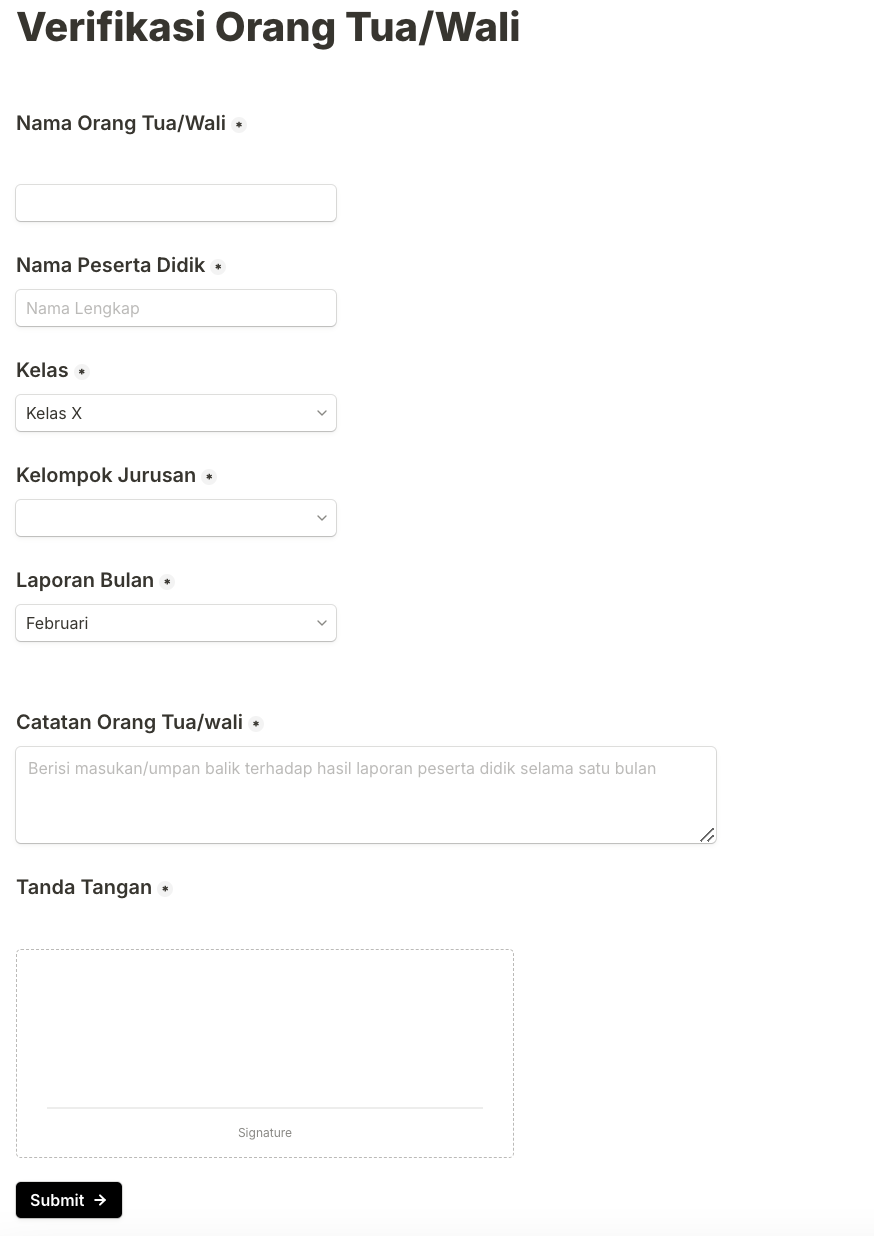 Verifikasi Orang Tua/Wali
Nama Orang Tua/Wali *
Nama Peserta Didik *
Nama Lengkap
Kelas *
Kelas X
Kelompok Jurusan *
Laporan Bulan *
Februari
Catatan Orang Tua/wali *
Berisi masukan/umpan balik terhadap hasil laporan peserta didik selama satu bulan
Tanda Tangan *
Signature
Submit →